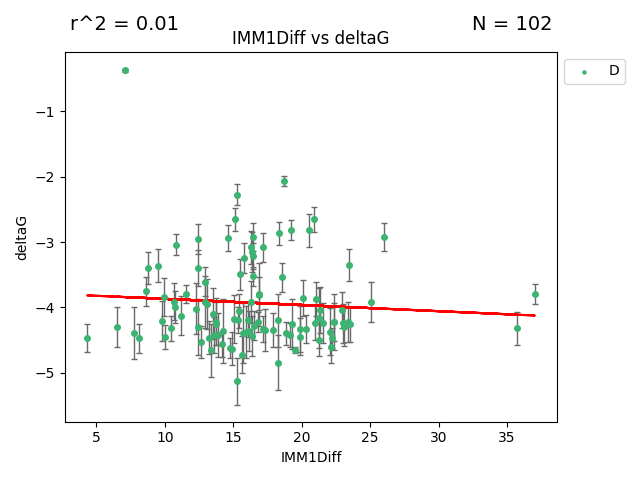 r^2 = 0.01
N = 102
IMM1Diff vs deltaG
D
deltaG
−1
−2
−3
−4
−5
5 10 15 20 25 30 35
IMM1Diff